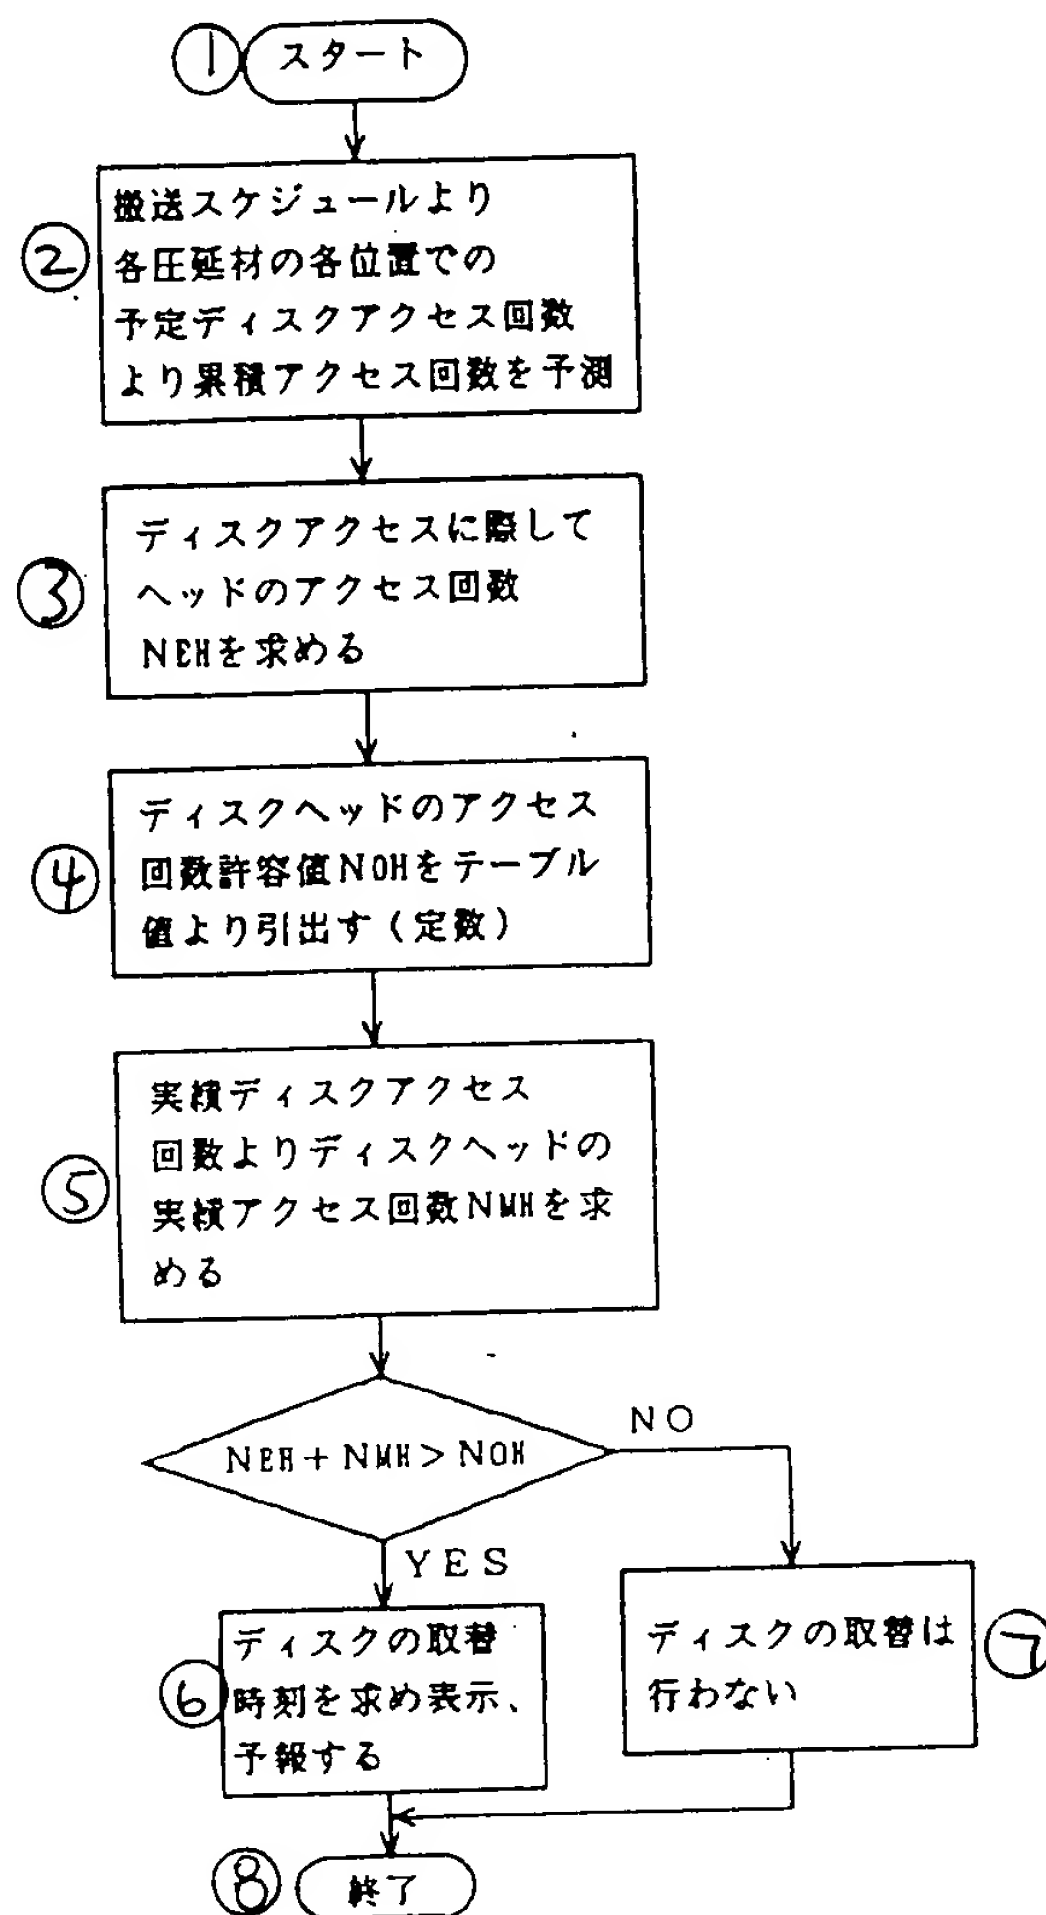 ① スタート
搬送スケジュールより
② 各圧延材の各位置での
予定ディスクアクセス回数
より累積アクセス回数を予測
ディスクアクセスに際して
③ ヘッドのアクセス回数
NEHを求める
ディスクヘッドのアクセス
④ 回数許容値NOHをテーブル
値より引出す(定数)
実績ディスクアクセス
回数よりディスクヘッドの
⑤ 実績アクセス回数NMHを求
める
NEH+NMH>NOH
NO
YES
ディスクの取替
⑥ 時刻を求め表示、
予報する
ディスクの取替は
⑦ 行わない
⑧ 終了